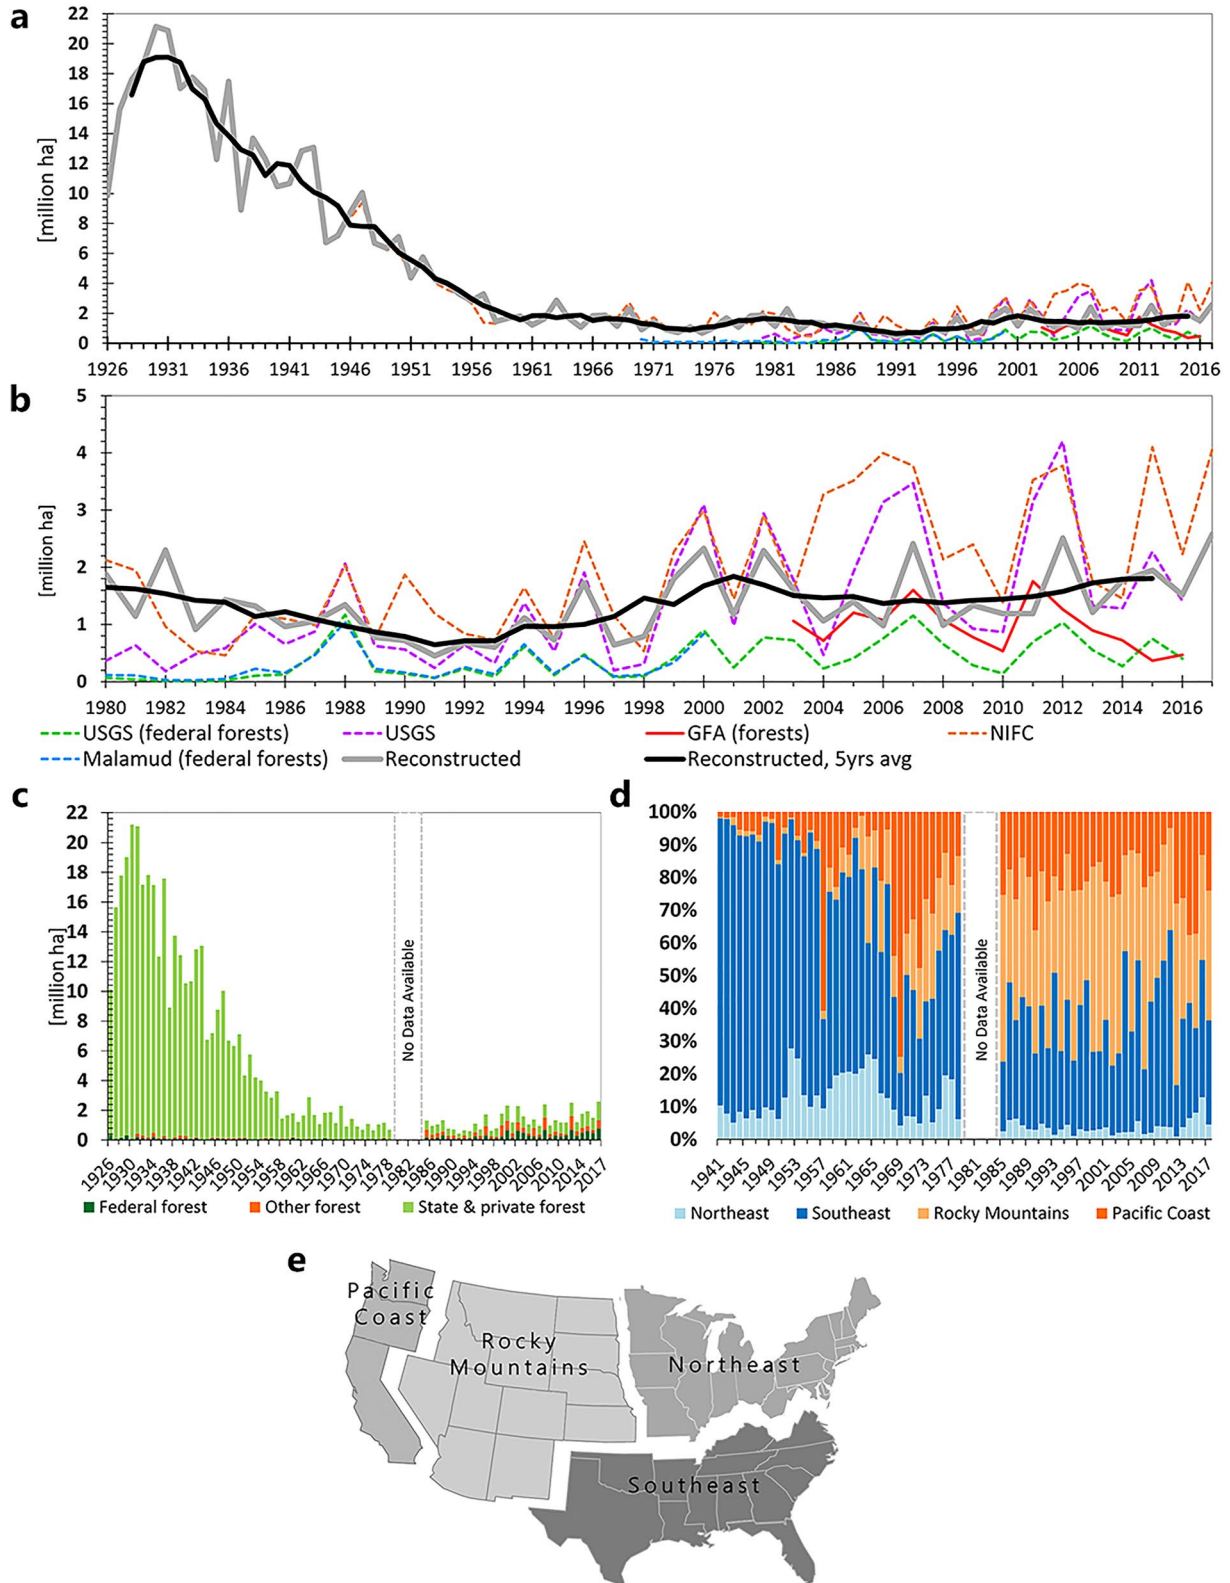 a
[million ha]
22
20
18
16
14
12
10
8
6
4
2
0
1926 1931 1936 1941 1946 1951 1956 1961 1966 1971 1976 1981 1986 1991 1996 2001 2006 2011 2016
b
[million ha]
5
4
3
2
1
0
1980 1982 1984 1986 1988 1990 1992 1994 1996 1998 2000 2002 2004 2006 2008 2010 2012 2014 2016
USGS (federal forests) USGS GFA (forests) NIFC
Malamud (federal forests) Reconstructed Reconstructed, 5yrs avg
c
[million ha]
22
20
18
16
14
12
10
8
6
4
2
0
No Data Available
1926 1930 1934 1938 1942 1946 1950 1954 1958 1962 1966 1970 1974 1978 1982 1986 1990 1994 1998 2002 2006 2010 2014 2017
Federal forest Other forest State & private forest
d
100%
90%
80%
70%
60%
50%
40%
30%
20%
10%
0%
No Data Available
1941 1945 1949 1953 1957 1961 1965 1969 1973 1977 1981 1985 1989 1993 1997 2001 2005 2009 2013 2017
Northeast Southeast Rocky Mountains Pacific Coast
e
Pacific
Coast
Rocky
Mountains
Northeast
Southeast